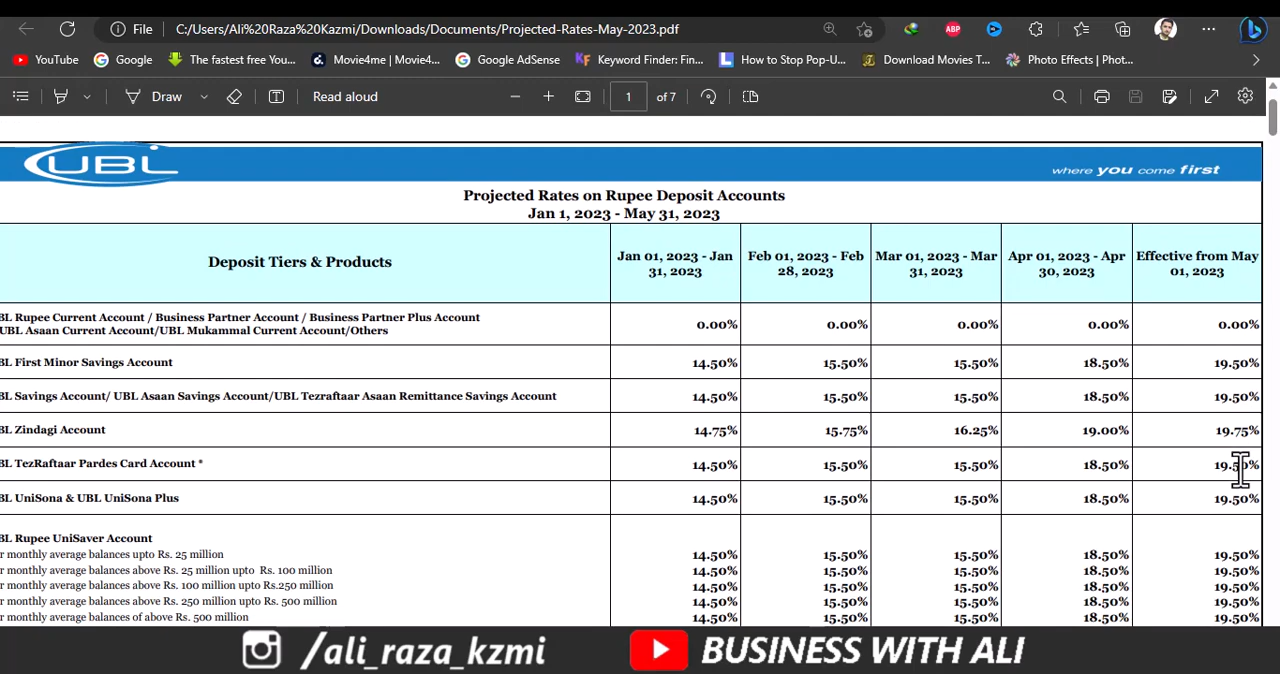 File C:/Users/Ali%20Raza%20Kazmi/Downloads/Documents/Projected-Rates-May-2023.pdf
ABP
YouTube Google The fastest free You... Movie4me | Movie4... Google AdSense Keyword Finder: Fin... How to Stop Pop-U... Download Movies T... Photo Effects | Phot...
Draw Read aloud 1 of 7
UBL where you come first
Projected Rates on Rupee Deposit Accounts
Jan 1, 2023 - May 31, 2023
Deposit Tiers & Products Jan 01, 2023 - Jan 31, 2023 Feb 01, 2023 - Feb 28, 2023 Mar 01, 2023 - Mar 31, 2023 Apr 01, 2023 - Apr 30, 2023 Effective from May 01, 2023
BL Rupee Current Account / Business Partner Account / Business Partner Plus Account
UBL Asaan Current Account/UBL Mukammal Current Account/Others 0.00% 0.00% 0.00% 0.00% 0.00%
BL First Minor Savings Account 14.50% 15.50% 15.50% 18.50% 19.50%
BL Savings Account/ UBL Asaan Savings Account/UBL Tezraftaar Asaan Remittance Savings Account 14.50% 15.50% 15.50% 18.50% 19.50%
BL Zindagi Account 14.75% 15.75% 16.25% 19.00% 19.75%
BL TezRaftaar Pardes Card Account * 14.50% 15.50% 15.50% 18.50% 19.50%
BL UniSona & UBL UniSona Plus 14.50% 15.50% 15.50% 18.50% 19.50%
BL Rupee UniSaver Account
r monthly average balances upto Rs. 25 million 14.50% 15.50% 15.50% 18.50% 19.50%
r monthly average balances above Rs. 25 million upto Rs. 100 million 14.50% 15.50% 15.50% 18.50% 19.50%
r monthly average balances above Rs. 100 million upto Rs.250 million 14.50% 15.50% 15.50% 18.50% 19.50%
r monthly average balances above Rs. 250 million upto Rs. 500 million 14.50% 15.50% 15.50% 18.50% 19.50%
r monthly average balances of above Rs. 500 million 14.50% 15.50% 15.50% 18.50% 19.50%
/ali_raza_kzmi BUSINESS WITH ALI